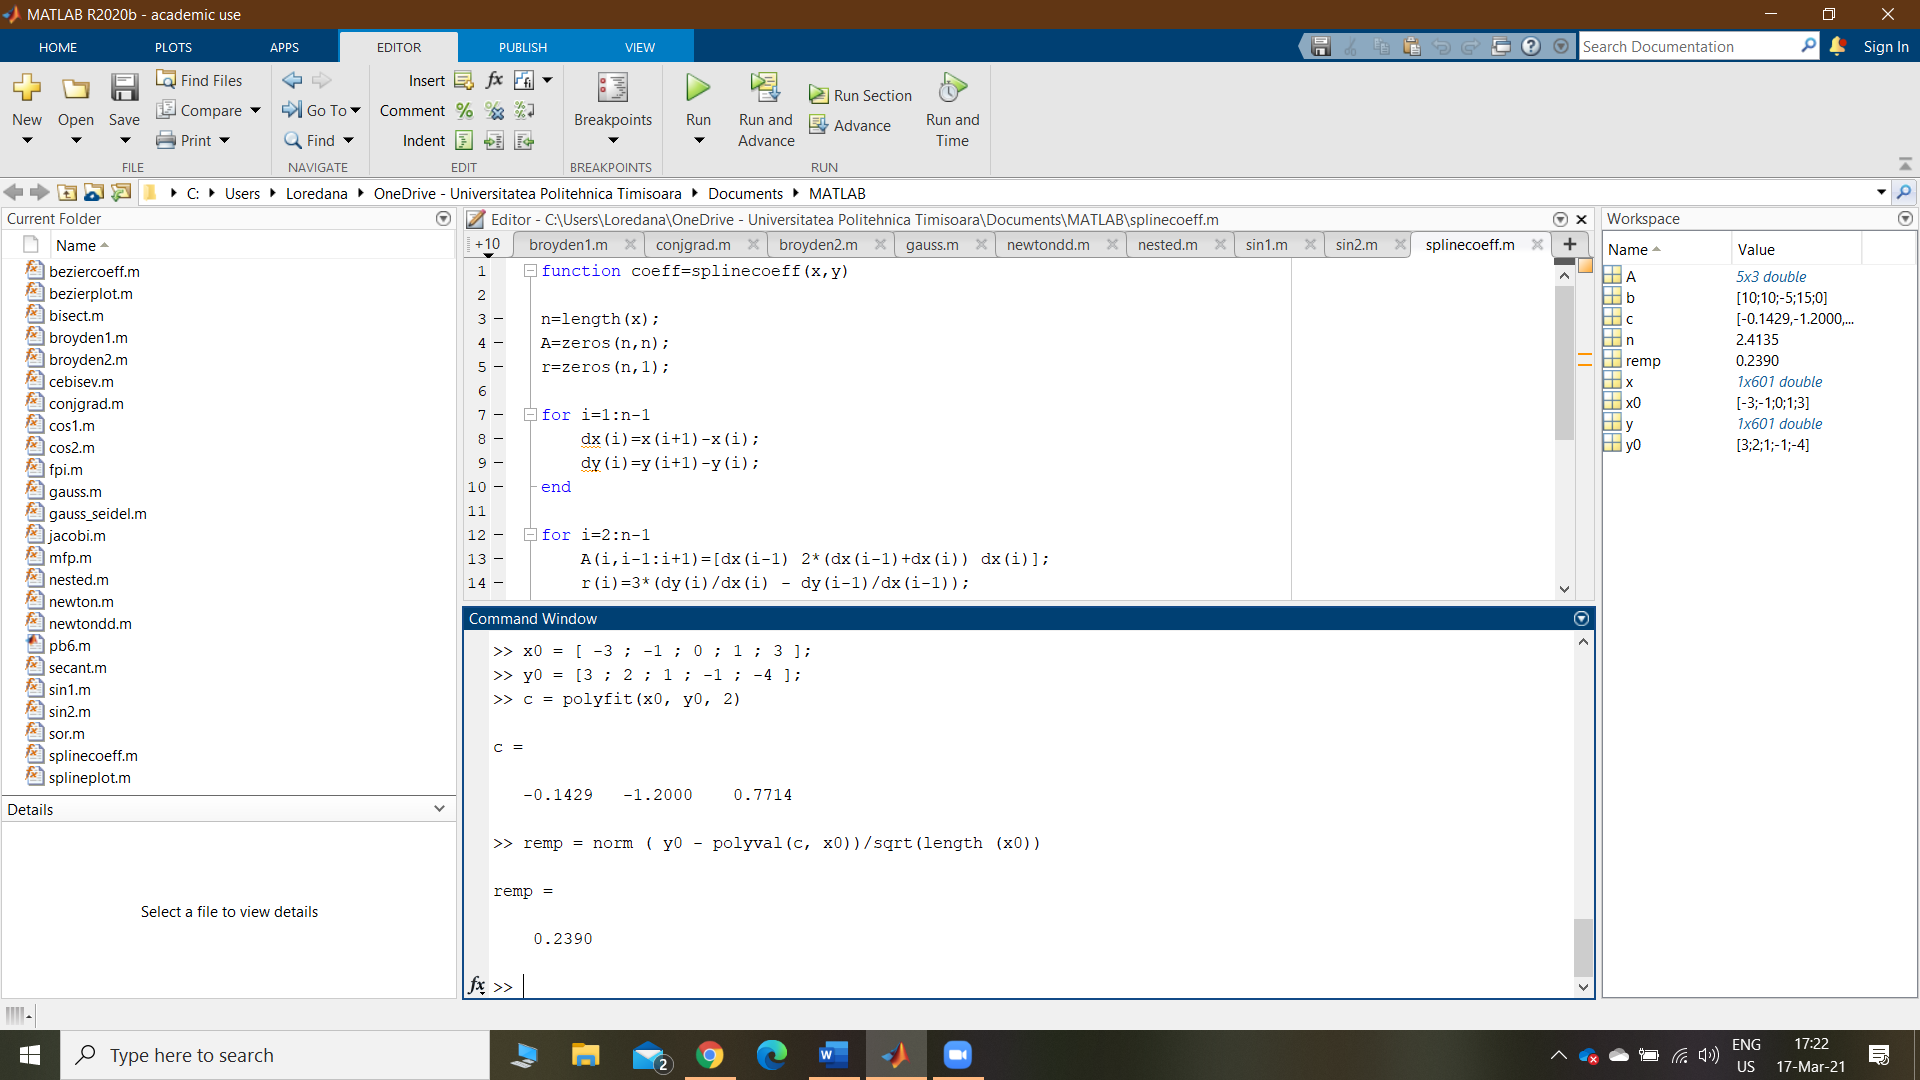 MATLAB R2020b - academic use
HOME PLOTS APPS EDITOR PUBLISH VIEW
Search Documentation
Sign In
New Open Save
Find Files
Compare
Print
FILE
Go To
Find
NAVIGATE
Insert
Comment
Indent
EDIT
Breakpoints
BREAKPOINTS
Run
Run and Advance
Run Section
Advance
Run and Time
RUN
C: Users Loredana OneDrive - Universitatea Politehnica Timisoara Documents MATLAB
Current Folder
Name
beziercoeff.m
bezierplot.m
bisect.m
broyden1.m
broyden2.m
cebisev.m
conjgrad.m
cos1.m
cos2.m
fpi.m
gauss.m
gauss_seidel.m
jacobi.m
mfp.m
nested.m
newton.m
newtondd.m
pb6.m
secant.m
sin1.m
sin2.m
sor.m
splinecoeff.m
splineplot.m
Details
Select a file to view details
Editor - C:\Users\Loredana\OneDrive - Universitatea Politehnica Timisoara\Documents\MATLAB\splinecoeff.m
+10 broyden1.m conjgrad.m broyden2.m gauss.m newtondd.m nested.m sin1.m sin2.m splinecoeff.m
1 function coeff=splinecoeff(x,y)
2
3 n=length(x);
4 A=zeros(n,n);
5 r=zeros(n,1);
6
7 for i=1:n-1
8 dx(i)=x(i+1)-x(i);
9 dy(i)=y(i+1)-y(i);
10 end
11
12 for i=2:n-1
13 A(i,i-1:i+1)=[dx(i-1) 2*(dx(i-1)+dx(i)) dx(i)];
14 r(i)=3*(dy(i)/dx(i) - dy(i-1)/dx(i-1));
Command Window
>> x0 = [ -3 ; -1 ; 0 ; 1 ; 3 ];
>> y0 = [3 ; 2 ; 1 ; -1 ; -4 ];
>> c = polyfit(x0, y0, 2)
c =
-0.1429 -1.2000 0.7714
>> remp = norm ( y0 - polyval(c, x0))/sqrt(length (x0))
remp =
0.2390
fx >>
Workspace
Name Value
A 5x3 double
b [10;10;-5;15;0]
c [-0.1429,-1.2000,...
n 2.4135
remp 0.2390
x 1x601 double
x0 [-3;-1;0;1;3]
y 1x601 double
y0 [3;2;1;-1;-4]
Type here to search
2
ENG
US
17:22
17-Mar-21